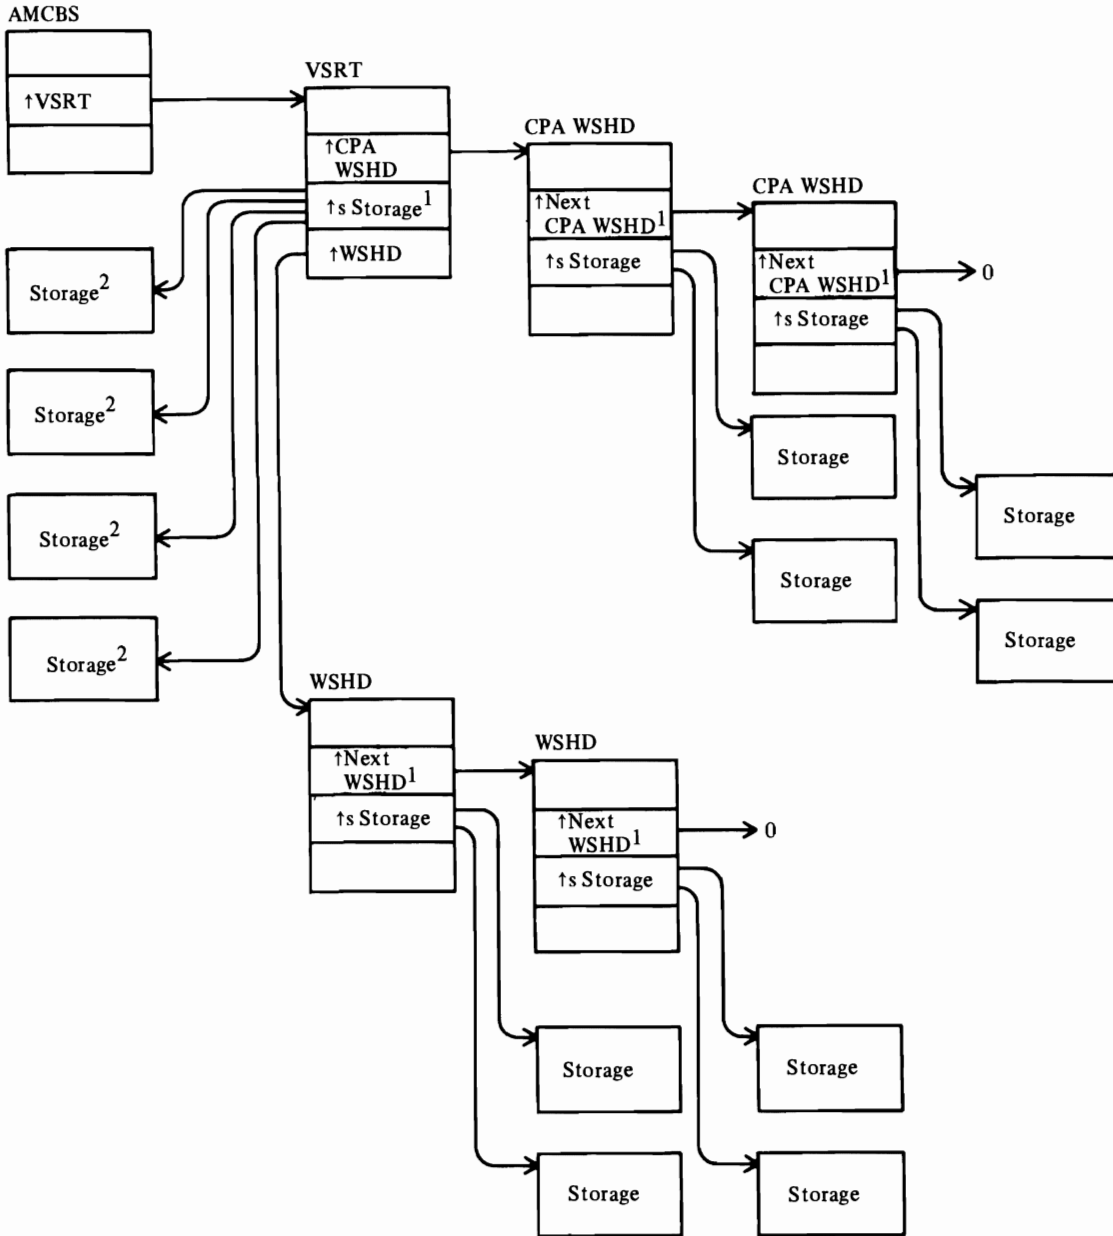 AMCBS
↑VSRT
VSRT
↑CPA
WSHD
↑s Storage1
↑WSHD
CPA WSHD
↑Next
CPA WSHD1
↑s Storage
CPA WSHD
↑Next
CPA WSHD1
↑s Storage
0
Storage2
Storage2
Storage2
Storage2
Storage
Storage
Storage
Storage
WSHD
↑Next
WSHD1
↑s Storage
WSHD
↑Next
WSHD1
↑s Storage
0
Storage
Storage
Storage
Storage